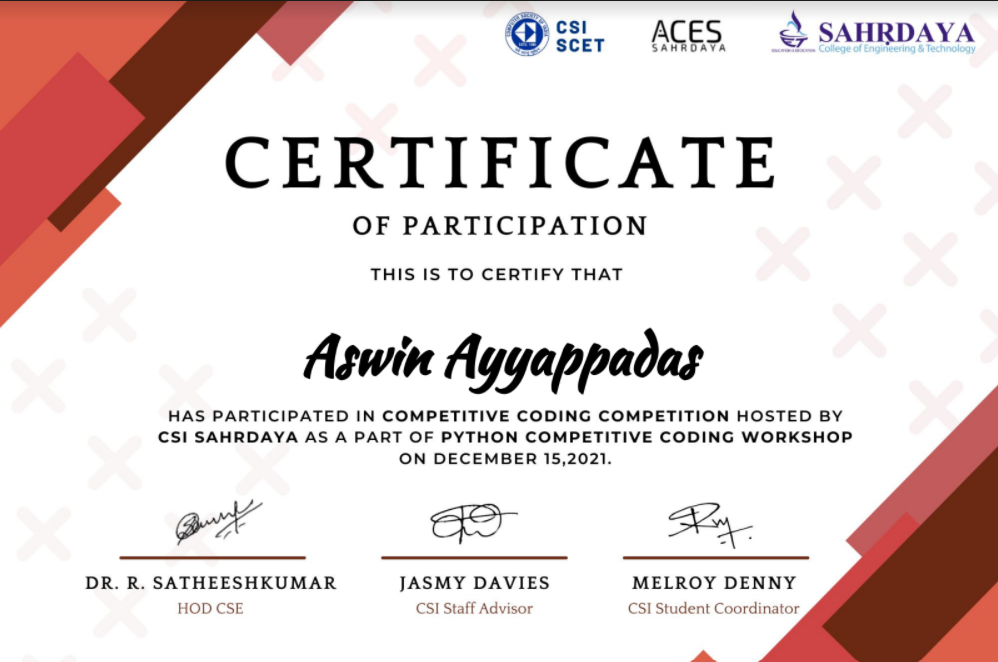 CSI
SCET
ACES
SAHRDAYA
SAHRDAYA
College of Engineering & Technology
CERTIFICATE
OF PARTICIPATION
THIS IS TO CERTIFY THAT
Aswin Ayyappadas
HAS PARTICIPATED IN COMPETITIVE CODING COMPETITION HOSTED BY
CSI SAHRDAYA AS A PART OF PYTHON COMPETITIVE CODING WORKSHOP
ON DECEMBER 15,2021.
DR. R. SATHEESHKUMAR
JASMY DAVIES
MELROY DENNY
HOD CSE
CSI Staff Advisor
CSI Student Coordinator